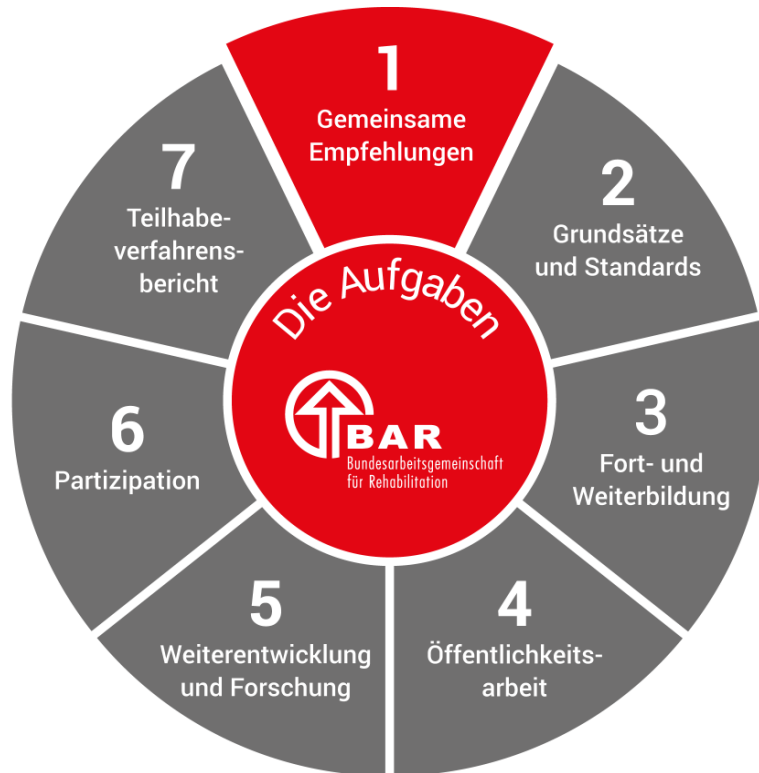 1
Gemeinsame
Empfehlungen
2
Grundsätze
und Standards
3
Fort- und
Weiterbildung
4
Öffentlichkeits-
arbeit
5
Weiterentwicklung
und Forschung
6
Partizipation
7
Teilhabe-
verfahrens-
bericht
Die Aufgaben
BAR
Bundesarbeitsgemeinschaft
für Rehabilitation